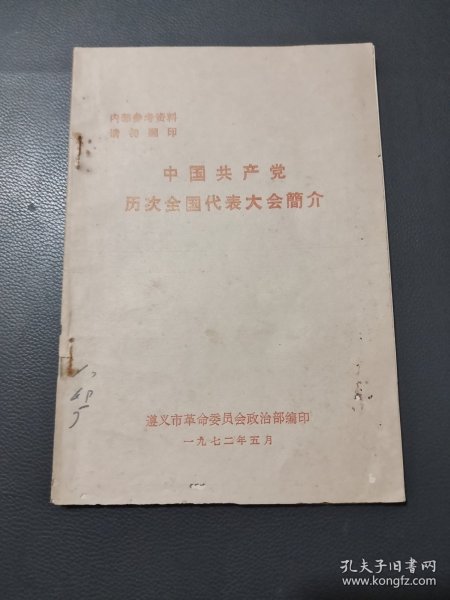 内部参考资料
请勿翻印
中国共产党
历次全国代表大会簡介
遵义市革命委员会政治部编印
一九七二年五月
孔夫子旧书网
www.kongfz.com